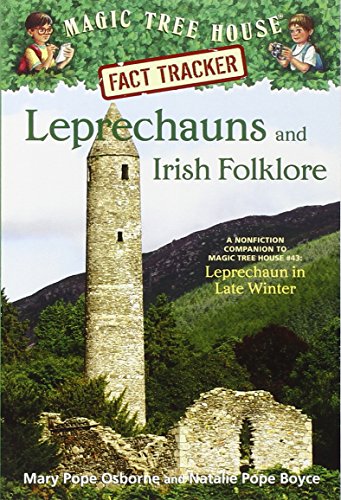 MAGIC TREE HOUSE
FACT TRACKER
Leprechauns and
Irish Folklore
A NONFICTION
COMPANION TO
MAGIC TREE HOUSE #43:
Leprechaun in
Late Winter
Mary Pope Osborne and Natalie Pope Boyce